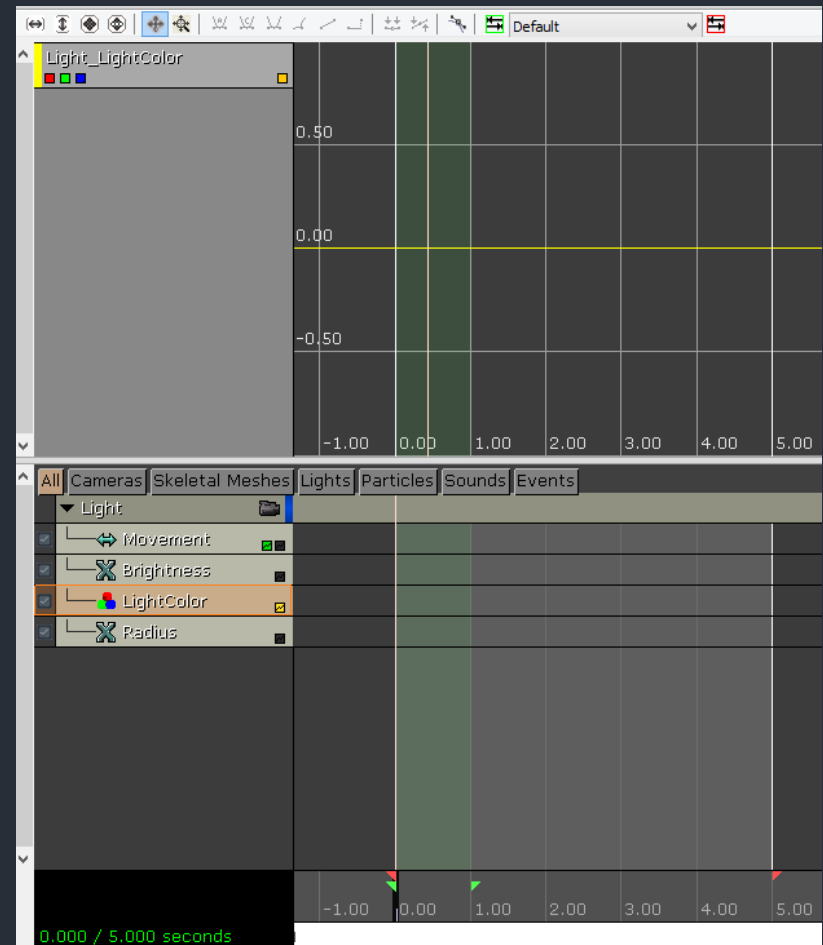 Default
Light_LightColor
0.50
0.00
-0.50
-1.00 0.00 1.00 2.00 3.00 4.00 5.00
All Cameras Skeletal Meshes Lights Particles Sounds Events
Light
Movement
Brightness
LightColor
Radius
-1.00 0.00 1.00 2.00 3.00 4.00 5.00
0.000 / 5.000 seconds